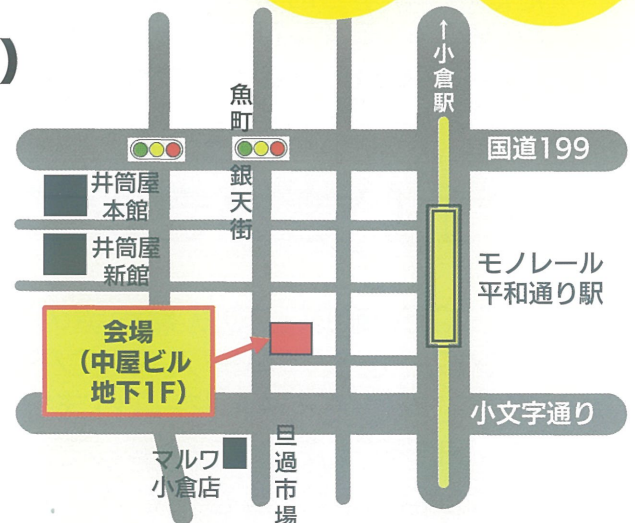 )
↑小倉駅
魚町
銀天街
国道199
井筒屋
本館
井筒屋
新館
モノレール
平和通り駅
会場
(中屋ビル
地下1F)
小文字通り
マルワ
小倉店
旦過市場